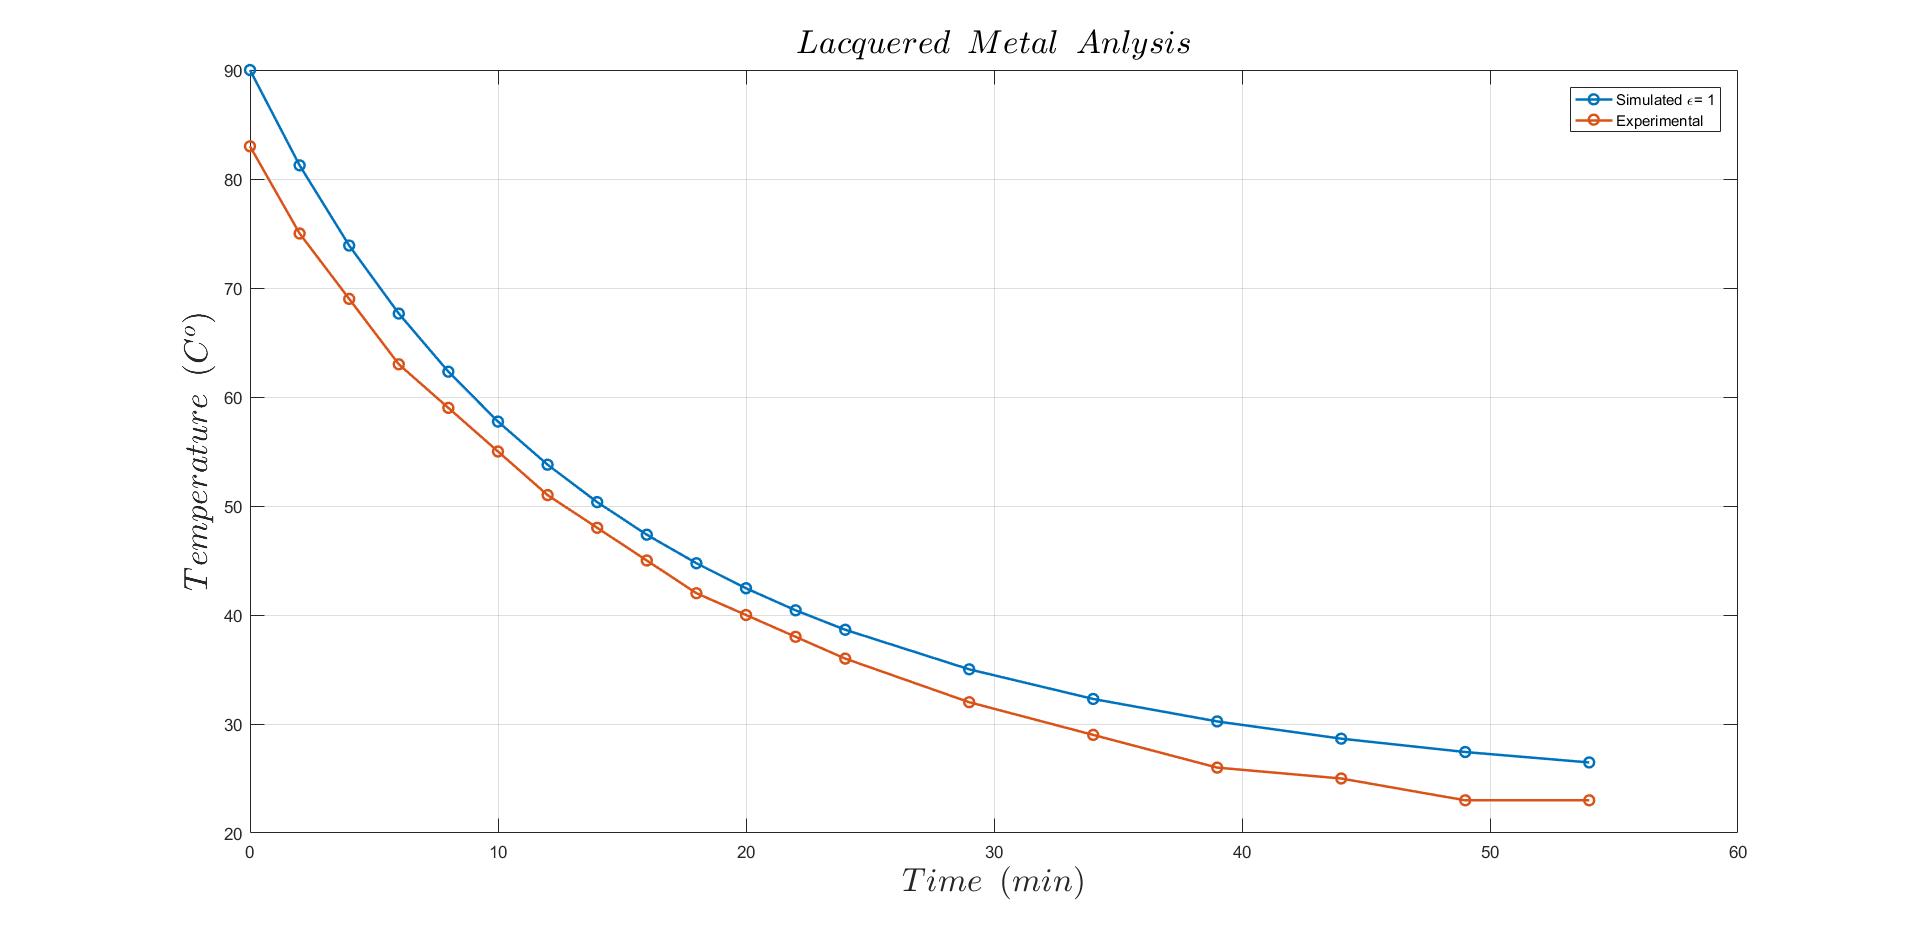 Lacquered Metal Anlysis
Simulated ϵ= 1
Experimental
Temperature (Cᵒ)
90
80
70
60
50
40
30
20
0 10 20 30 40 50 60
Time (min)